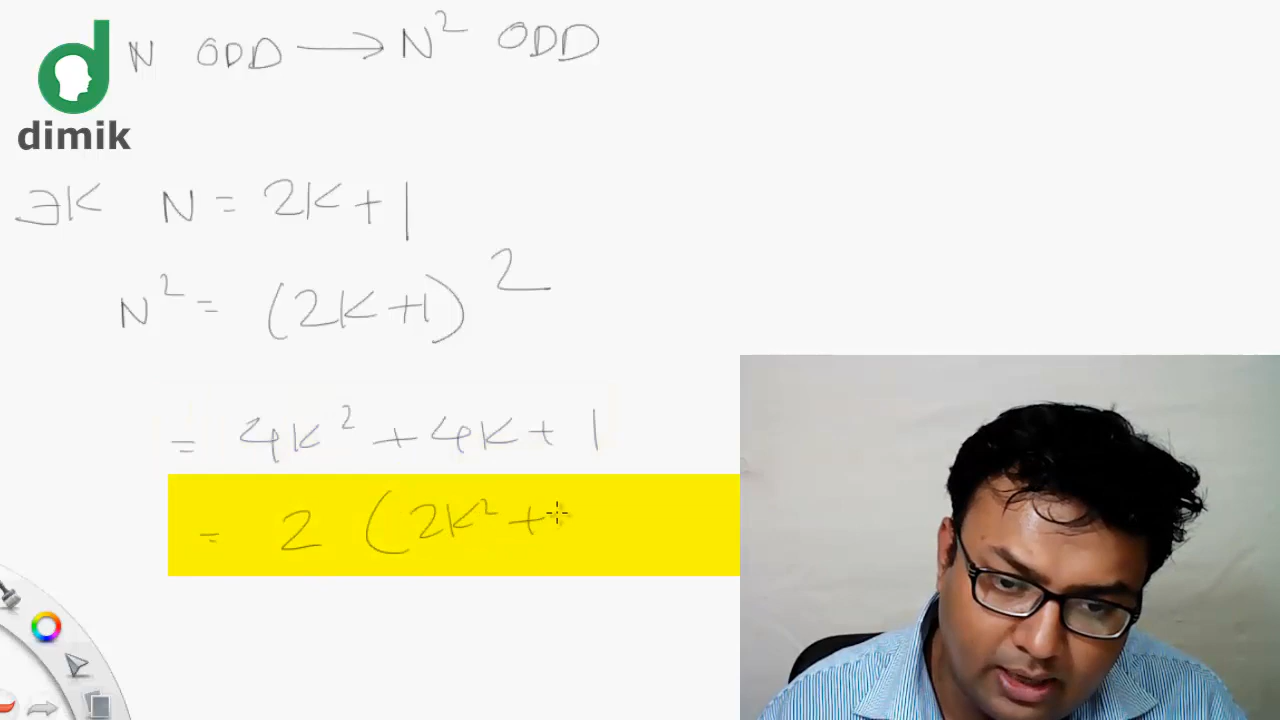 N ODD → N² ODD
dimik
∃K N = 2K + 1
N² = (2K+1)²
= 4K² + 4K + 1
= 2 (2K² +